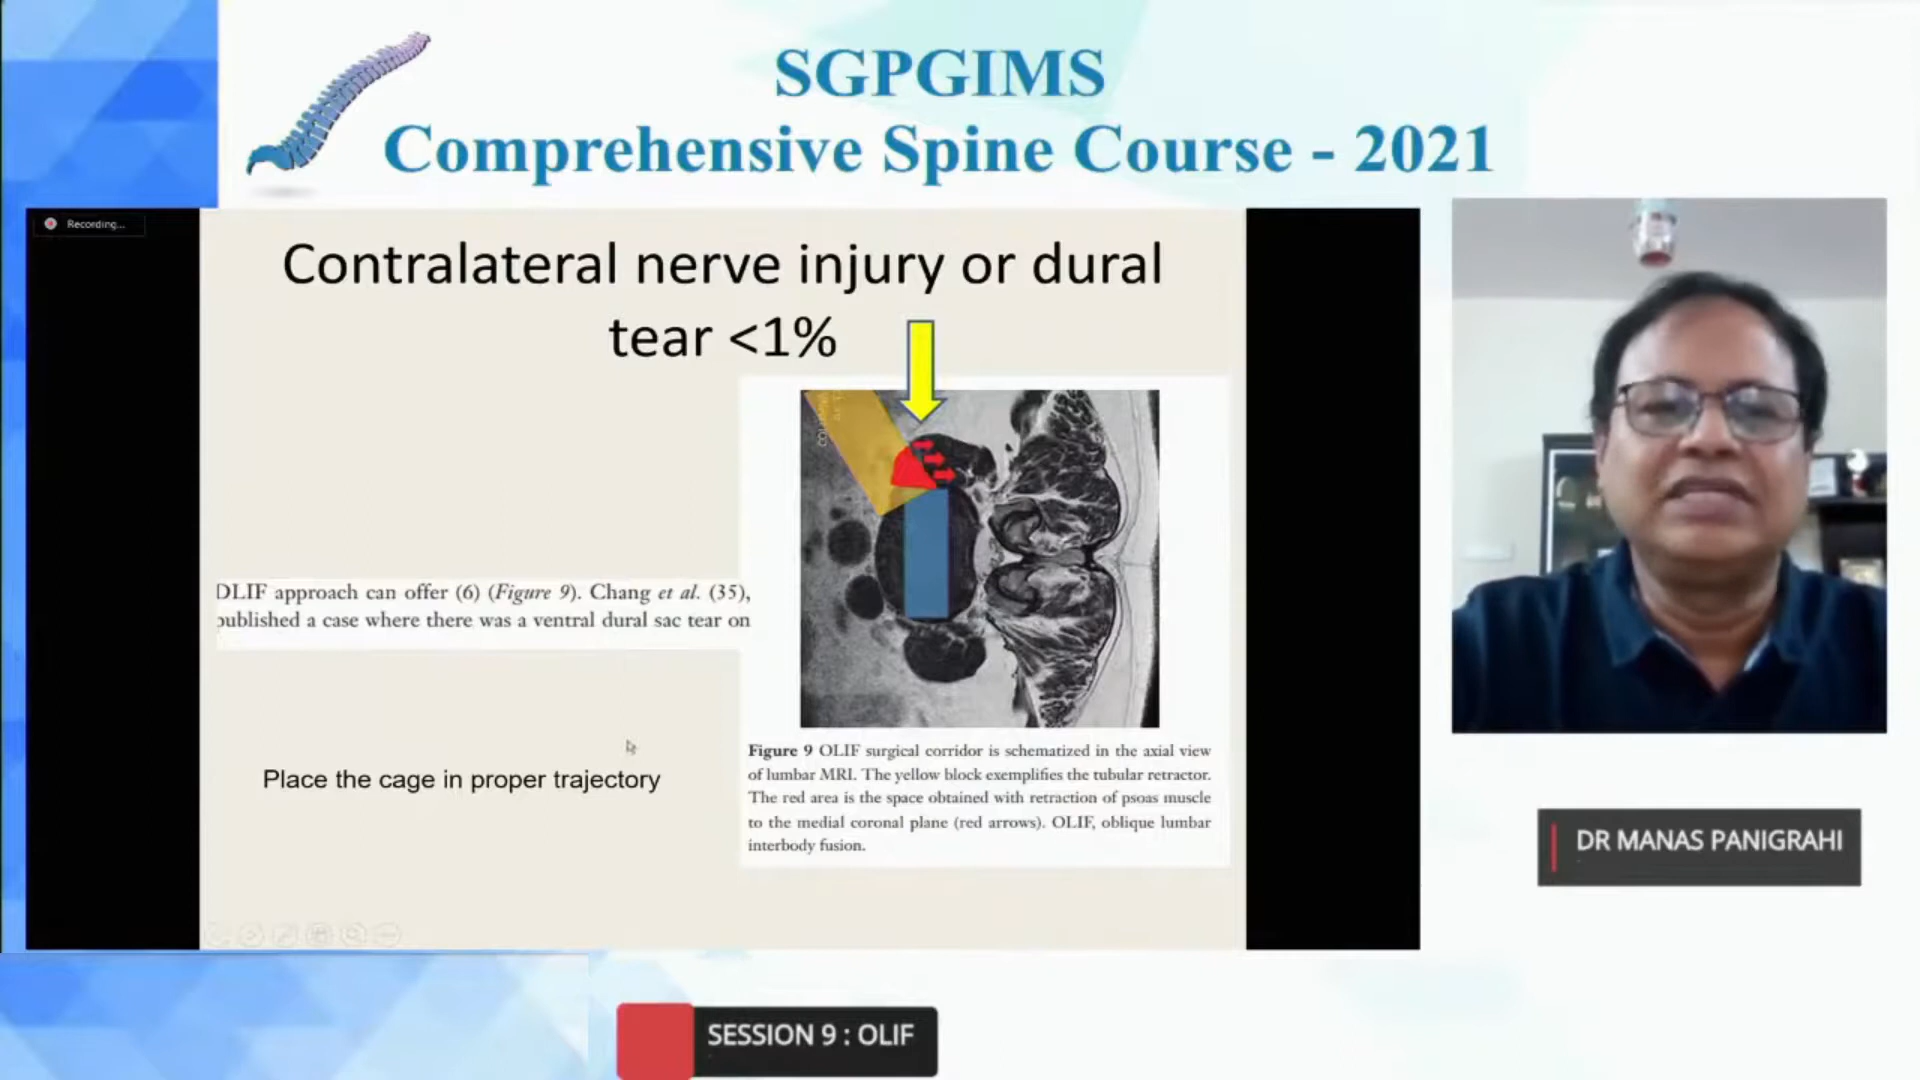 SGPGIMS
Comprehensive Spine Course - 2021
Recording...
Contralateral nerve injury or dural
tear <1%
OLIF approach can offer (6) (Figure 9). Chang et al. (35),
published a case where there was a ventral dural sac tear on
Place the cage in proper trajectory
Figure 9 OLIF surgical corridor is schematized in the axial view
of lumbar MRI. The yellow block exemplifies the tubular retractor.
The red area is the space obtained with retraction of psoas muscle
to the medial coronal plane (red arrows). OLIF, oblique lumbar
interbody fusion.
DR MANAS PANIGRAHI
SESSION 9 : OLIF